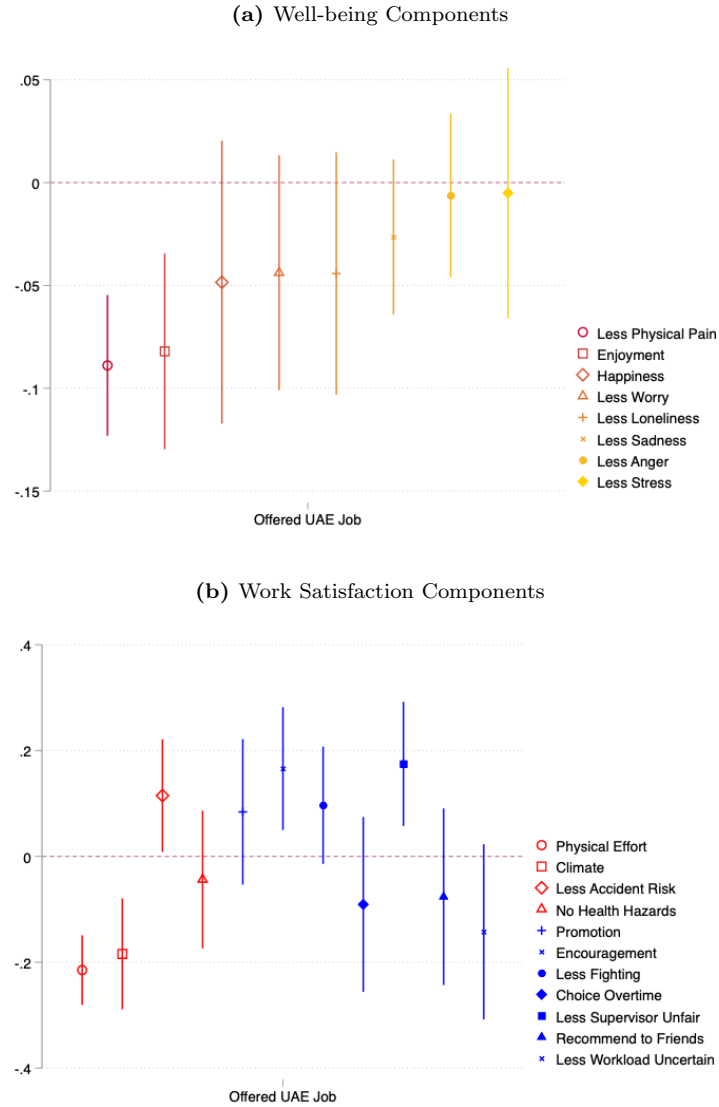 (a) Well-being Components
.05
0
-.05
-.1
-.15
Offered UAE Job
Less Physical Pain
Enjoyment
Happiness
Less Worry
Less Loneliness
Less Sadness
Less Anger
Less Stress
(b) Work Satisfaction Components
.4
.2
0
-.2
-.4
Offered UAE Job
Physical Effort
Climate
Less Accident Risk
No Health Hazards
Promotion
Encouragement
Less Fighting
Choice Overtime
Less Supervisor Unfair
Recommend to Friends
Less Workload Uncertain